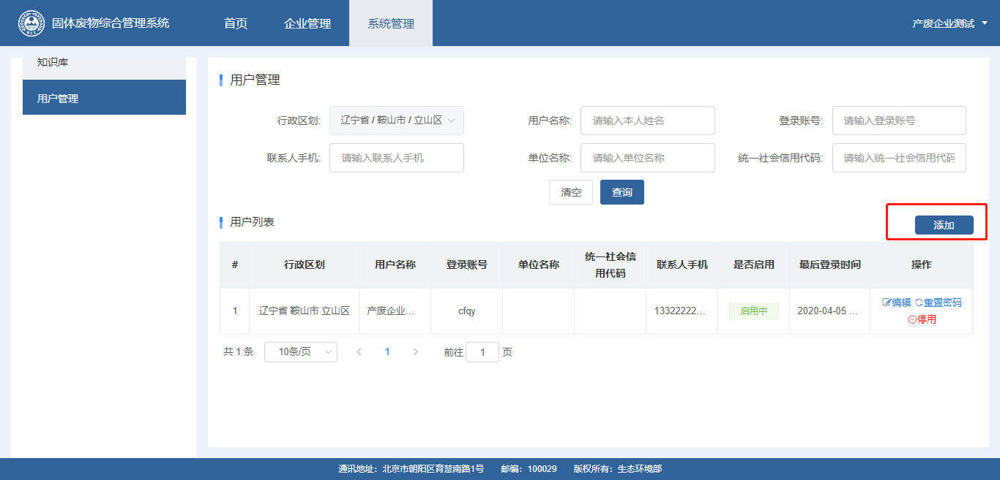 固体废物综合管理系统
首页
企业管理
系统管理
产废企业测试
知识库
用户管理
用户管理
行政区划: 辽宁省 / 鞍山市 / 立山区
用户名称: 请输入本人姓名
登录账号: 请输入登录账号
联系人手机: 请输入联系人手机
单位名称: 请输入单位名称
统一社会信用代码: 请输入统一社会信用代码
清空
查询
用户列表
添加
# 行政区划 用户名称 登录账号 单位名称 统一社会信用代码 联系人手机 是否启用 最后登录时间 操作
1 辽宁省 鞍山市 立山区 产废企业... cfqy 13322222... 启用中 2020-04-05 ... 编辑 重置密码
停用
共 1 条 10条/页 1 前往 1 页
通讯地址：北京市朝阳区育慧南路1号 邮编：100029 版权所有：生态环境部